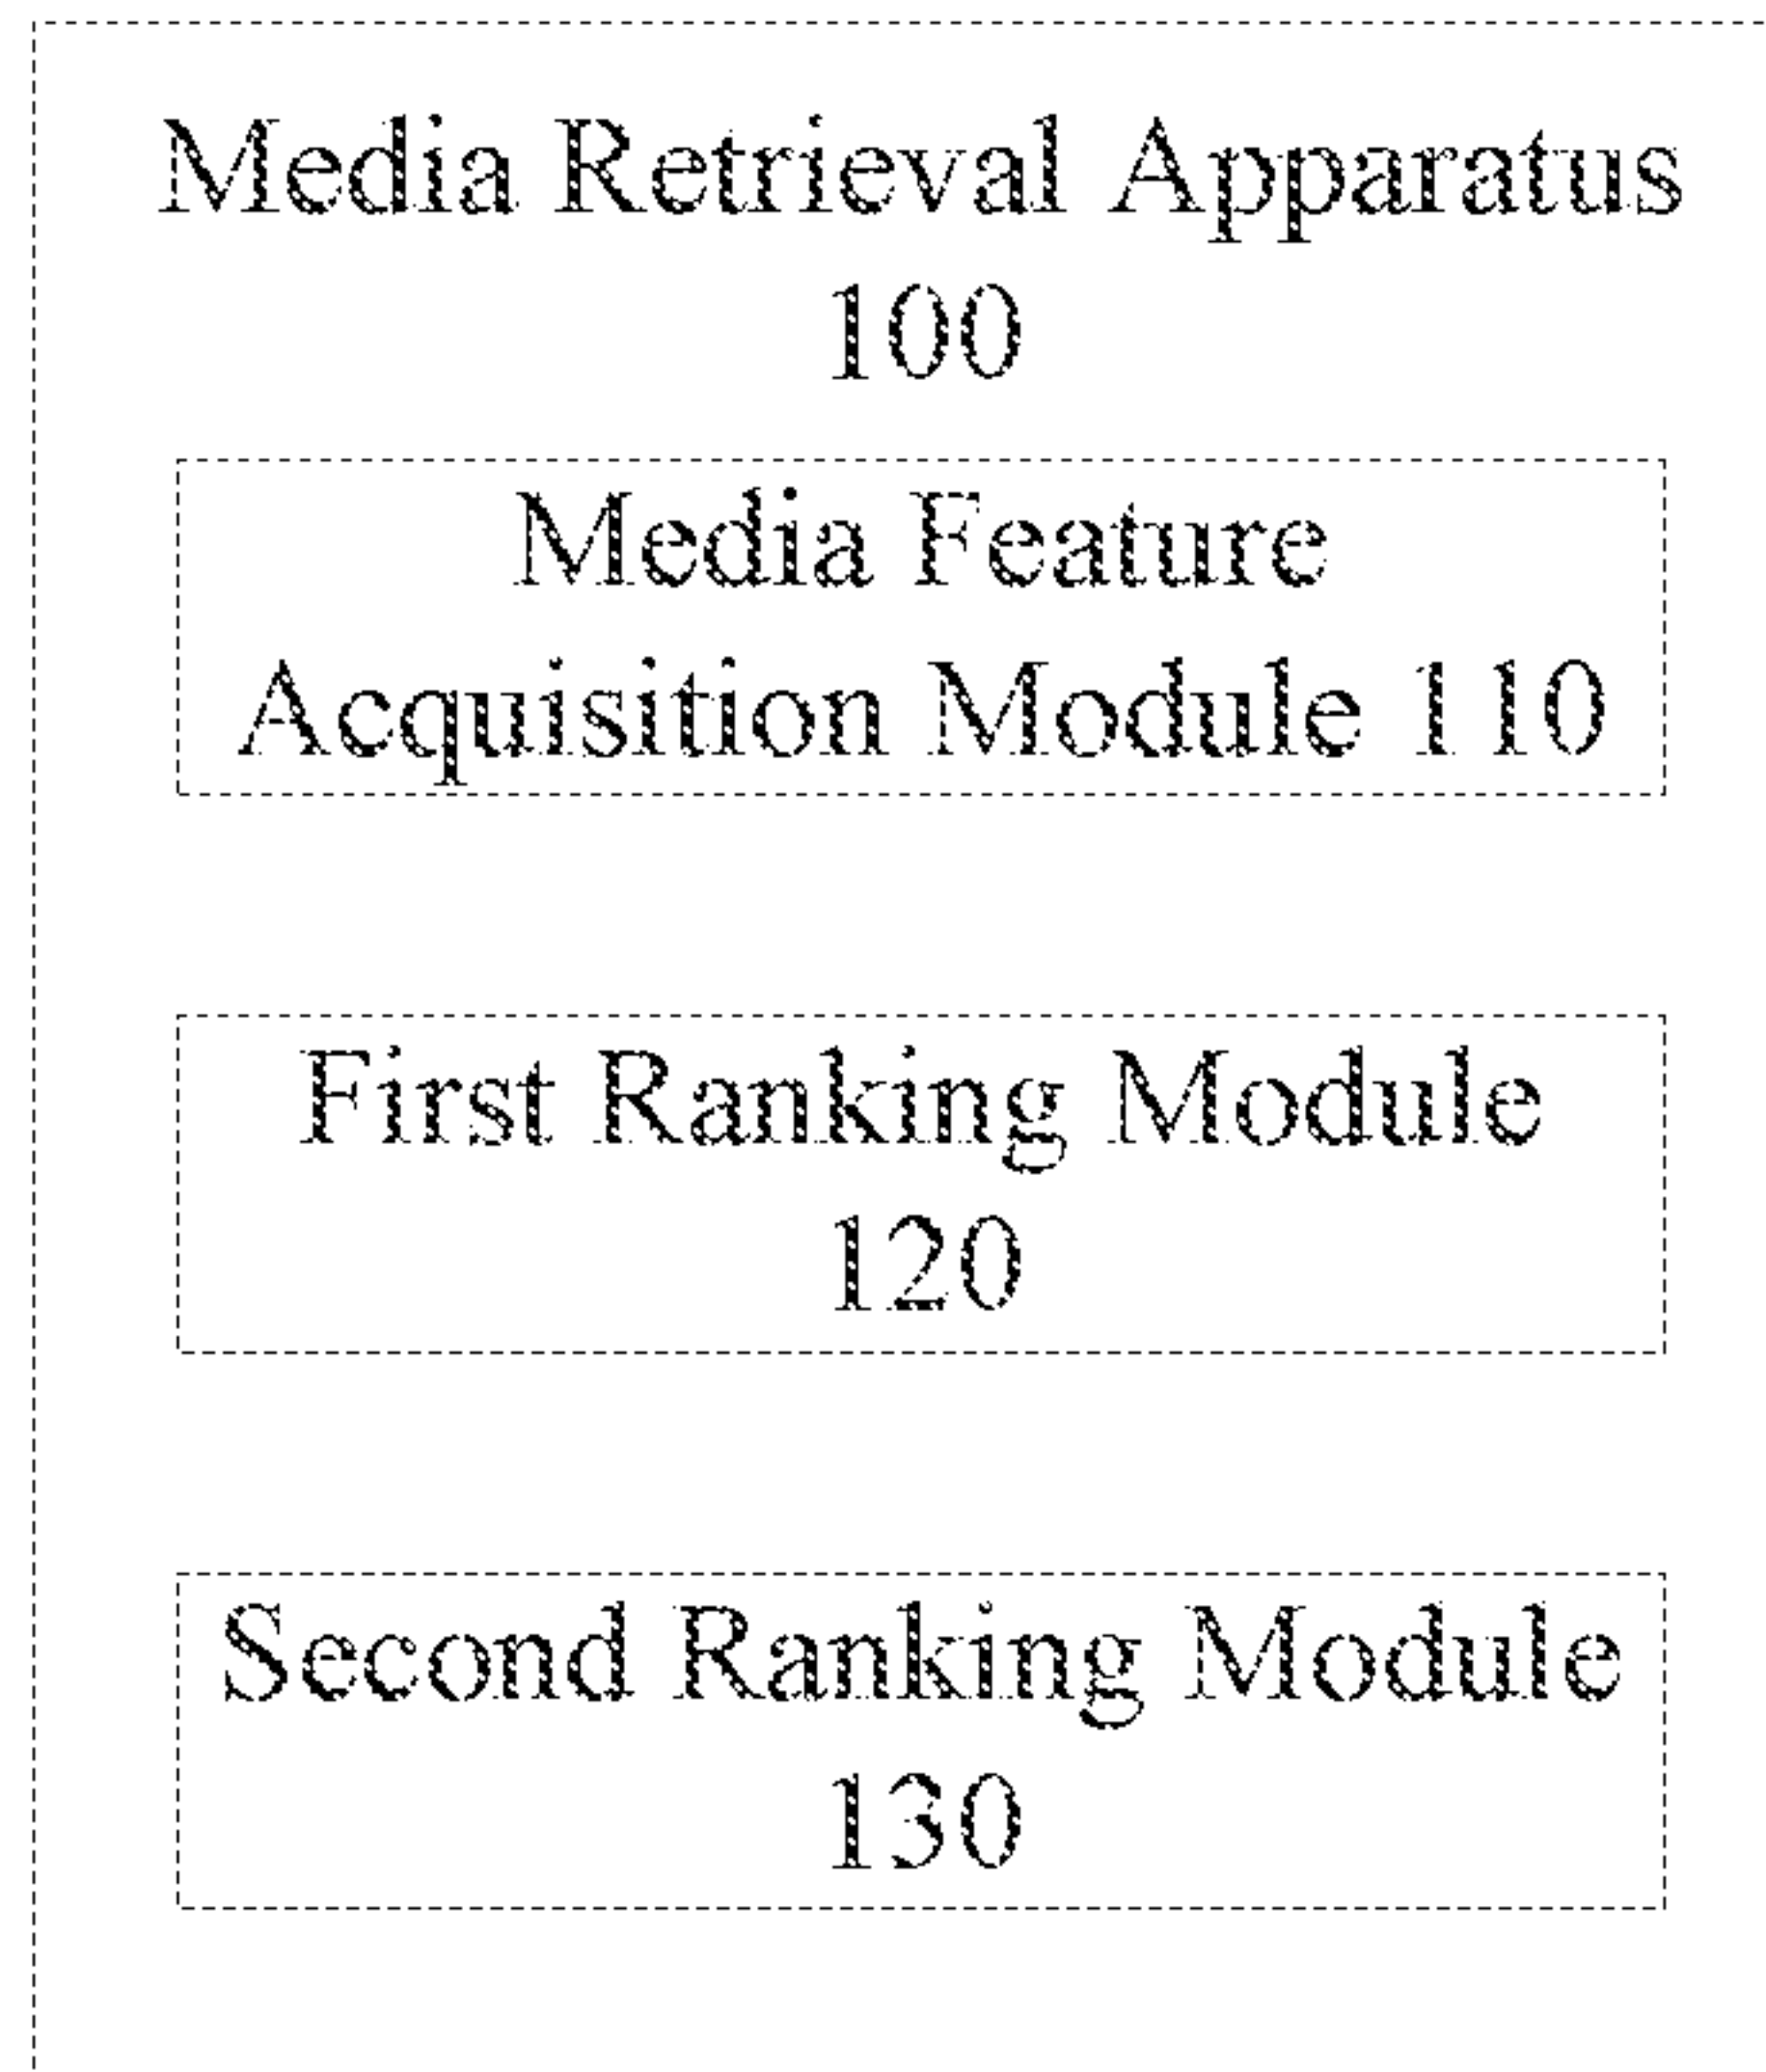 Media Retrieval Apparatus
100
Media Feature
Acquisition Module 110
First Ranking Module
120
Second Ranking Module
130